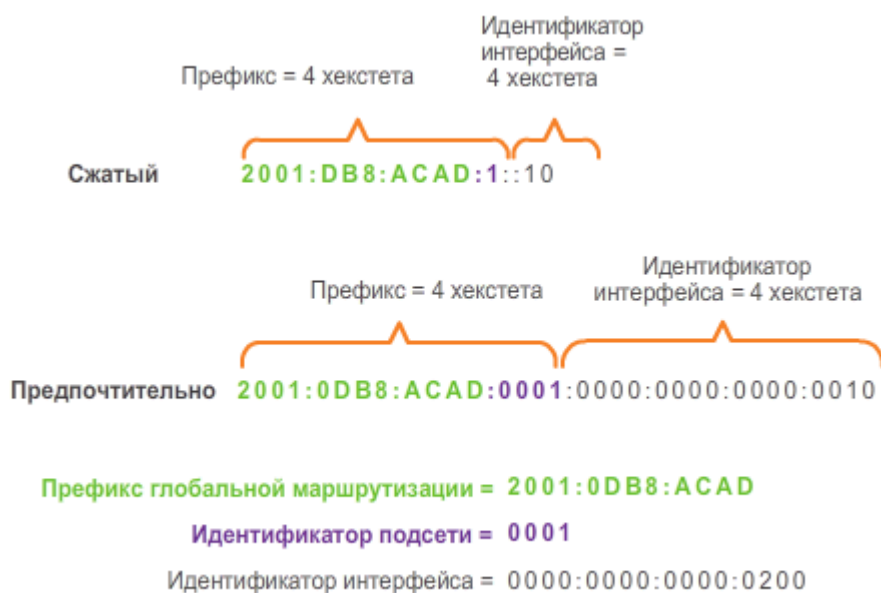 Идентификатор
интерфейса =
4 хекстета
Префикс = 4 хекстета
Сжатый 2001:DB8:ACAD:1::10
Идентификатор
интерфейса = 4 хекстета
Префикс = 4 хекстета
Предпочтительно 2001:0DB8:ACAD:0001:0000:0000:0000:0010
Префикс глобальной маршрутизации = 2001:0DB8:ACAD
Идентификатор подсети = 0001
Идентификатор интерфейса = 0000:0000:0000:0200